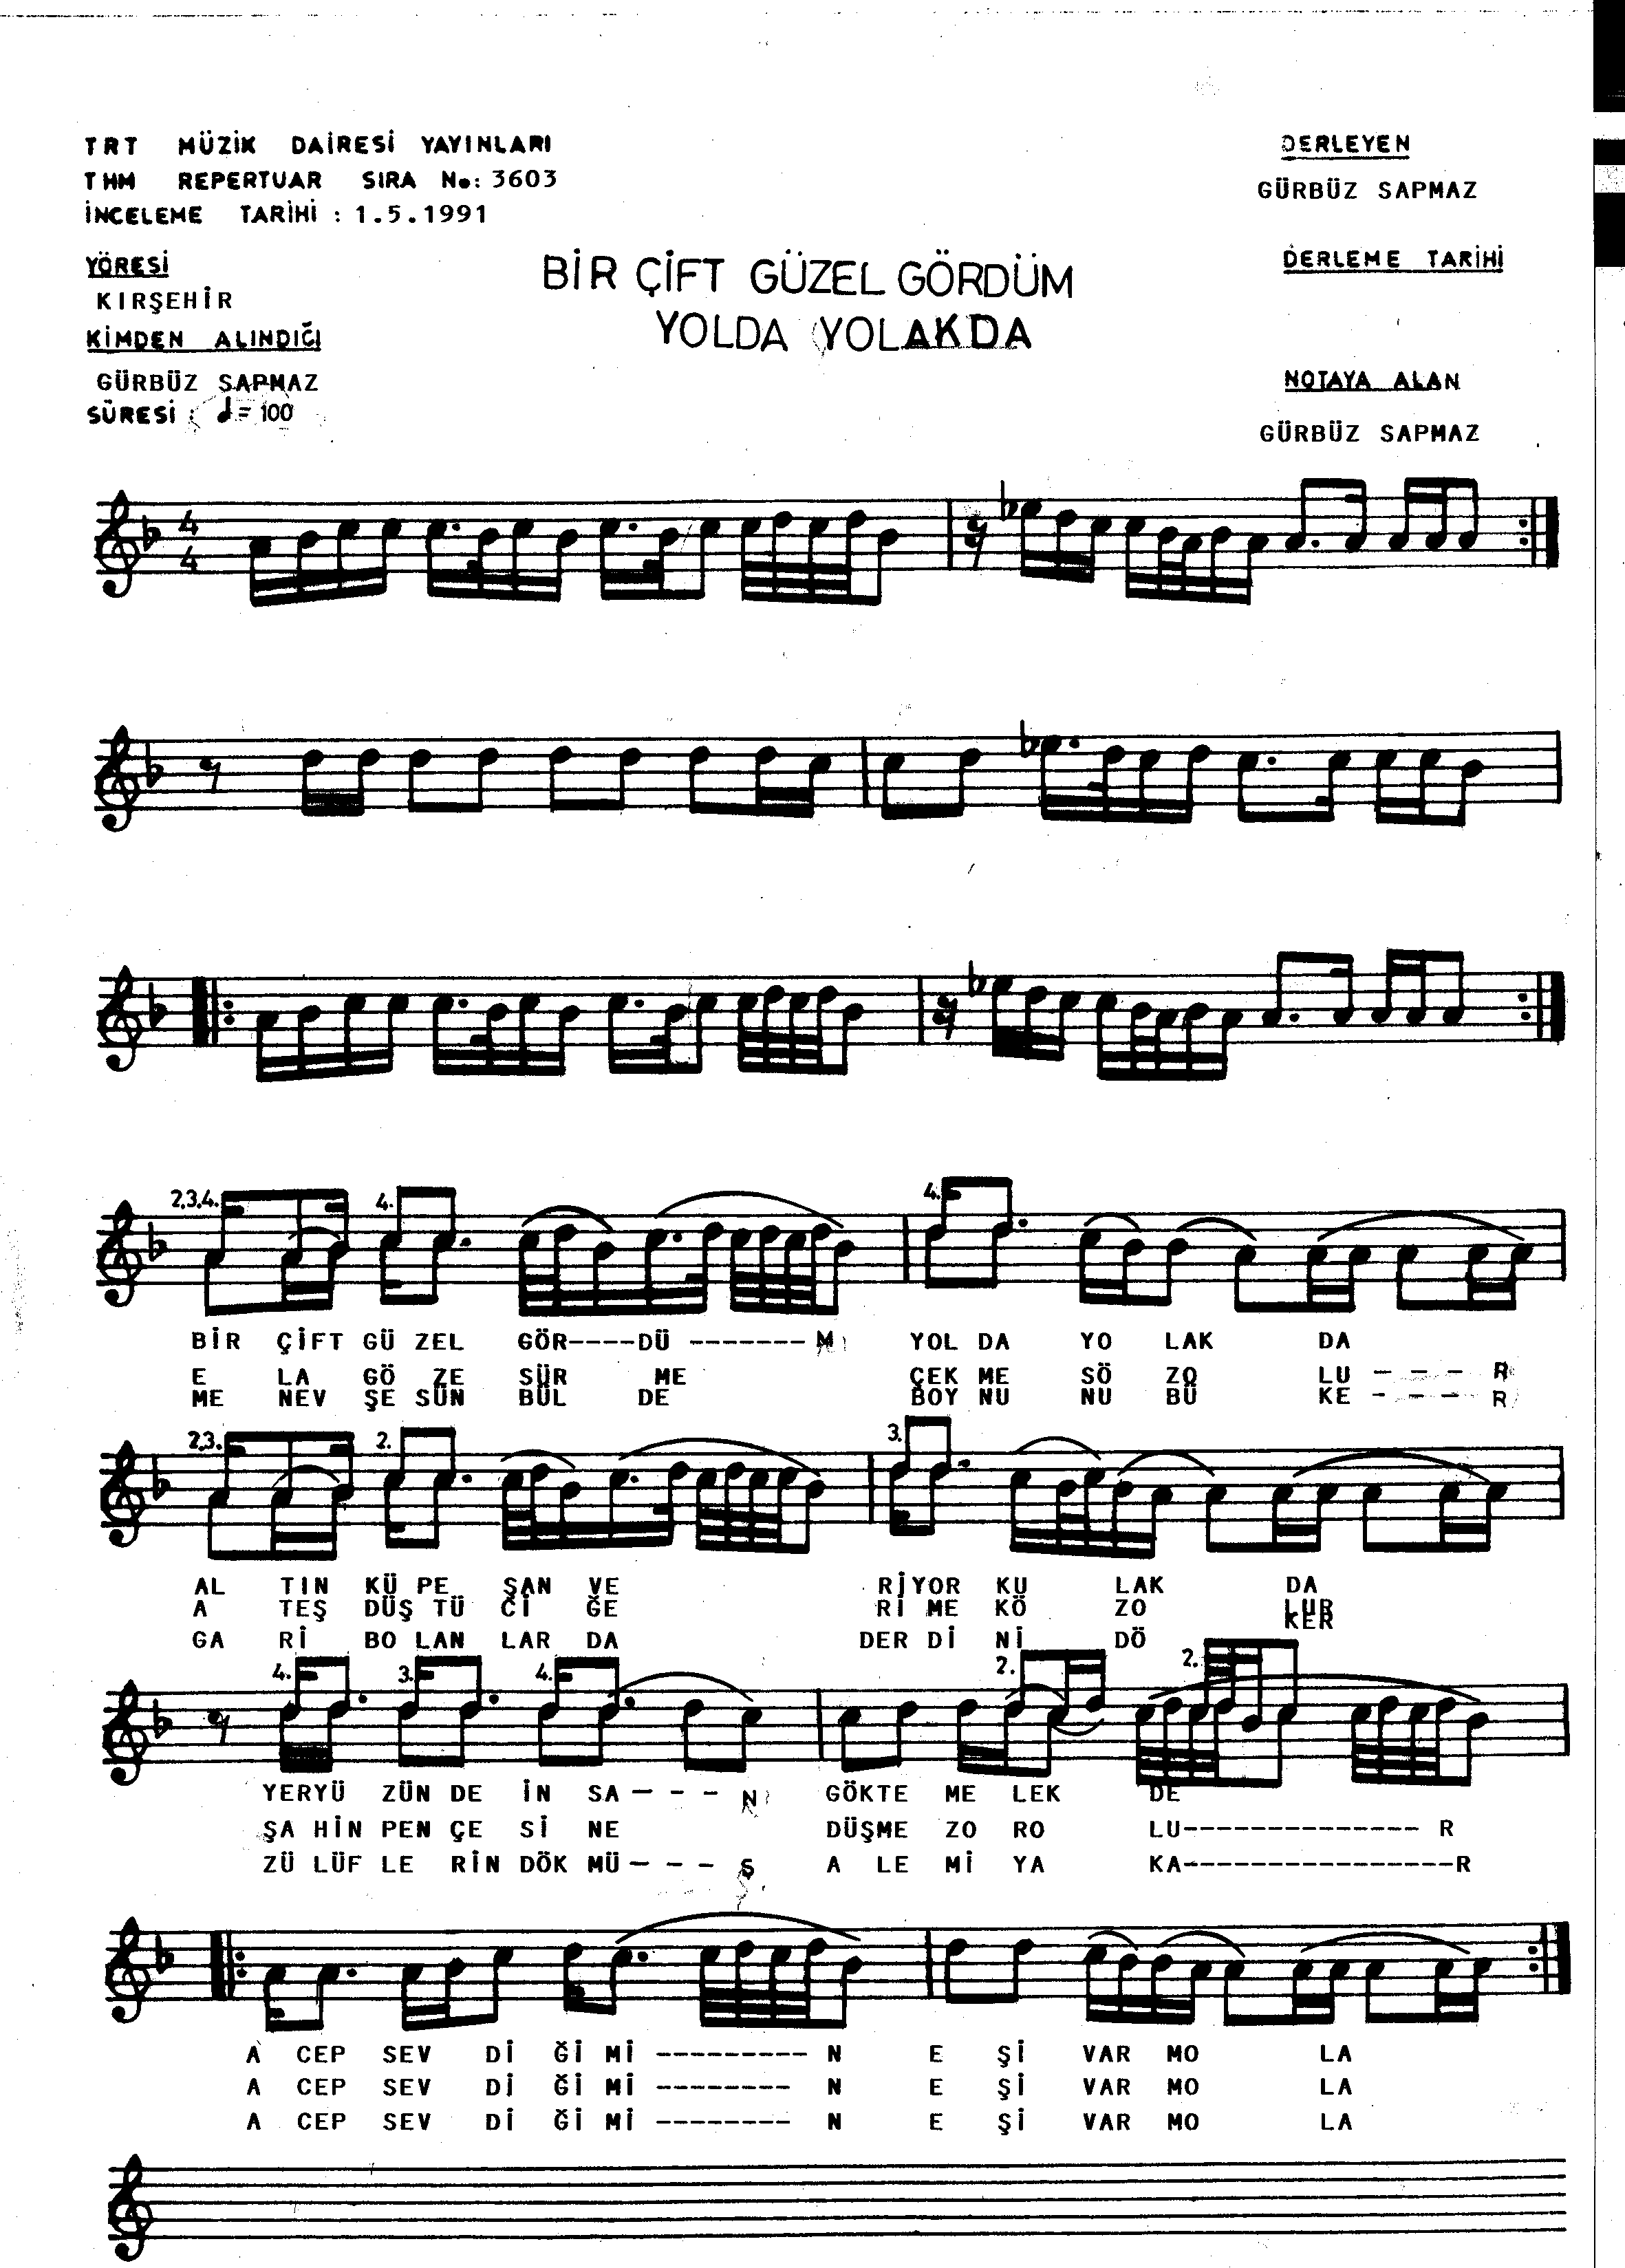 TRT MÜZİK DAİRESİ YAYINLARI
THM REPERTUAR SIRA No: 3603
İNCELEME TARİHİ : 1.5.1991
YÖRESİ
KIRŞEHİR
KİMDEN ALINDIĞI
GÜRBÜZ SAPMAZ
SÜRESİ : ♩= 100
BİR ÇİFT GÜZEL GÖRDÜM
YOLDA YOLAKDA
DERLEYEN
GÜRBÜZ SAPMAZ
DERLEME TARİHİ
NOTAYA ALAN
GÜRBÜZ SAPMAZ
4
4
2.3.4. 4. 4.
BİR ÇİFT GÜ ZEL GÖR----DÜ -------M YOL DA YO LAK DA
E LA GÖ ZE SÜR ME ÇEK ME SÖ ZO LU - - - R
ME NEV ŞE SÜN BÜL DE BOY NU NU BÜ KE - - - R
2.3. 2. 3.
AL TIN KÜ PE ŞAN VE RİYOR KU LAK DA
A TEŞ DÜŞ TÜ Cİ ĞE Rİ ME KÖ ZO LUR
GA Rİ BO LAN LAR DA DER Dİ Nİ DÖ KER
4. 3. 4. 2. 2.
YERYÜ ZÜN DE İN SA - - - N GÖKTE ME LEK DE
ŞA HİN PEN ÇE Sİ NE DÜŞME ZO RO LU-------------- R
ZÜ LÜF LE RİN DÖK MÜ - - - Ş A LE Mİ YA KA----------------R
A CEP SEV Dİ Ğİ Mİ --------- N E Şİ VAR MO LA
A CEP SEV Dİ Ğİ Mİ -------- N E Şİ VAR MO LA
A CEP SEV Dİ Ğİ Mİ -------- N E Şİ VAR MO LA